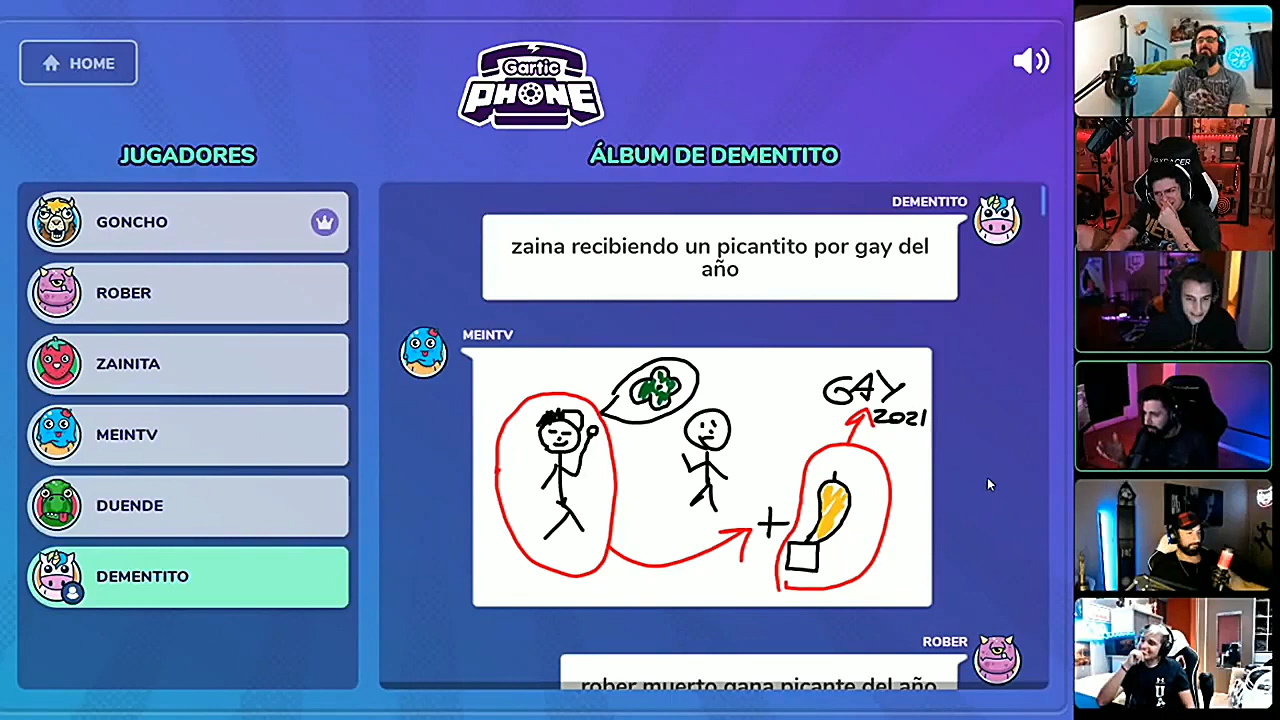 HOME
Gartic
PHONE
JUGADORES
ÁLBUM DE DEMENTITO
GONCHO
ROBER
ZAINITA
MEINTV
DUENDE
DEMENTITO
DEMENTITO
zaina recibiendo un picantito por gay del
año
MEINTV
GAY
2021
ROBER
rober muerto gana picante del año